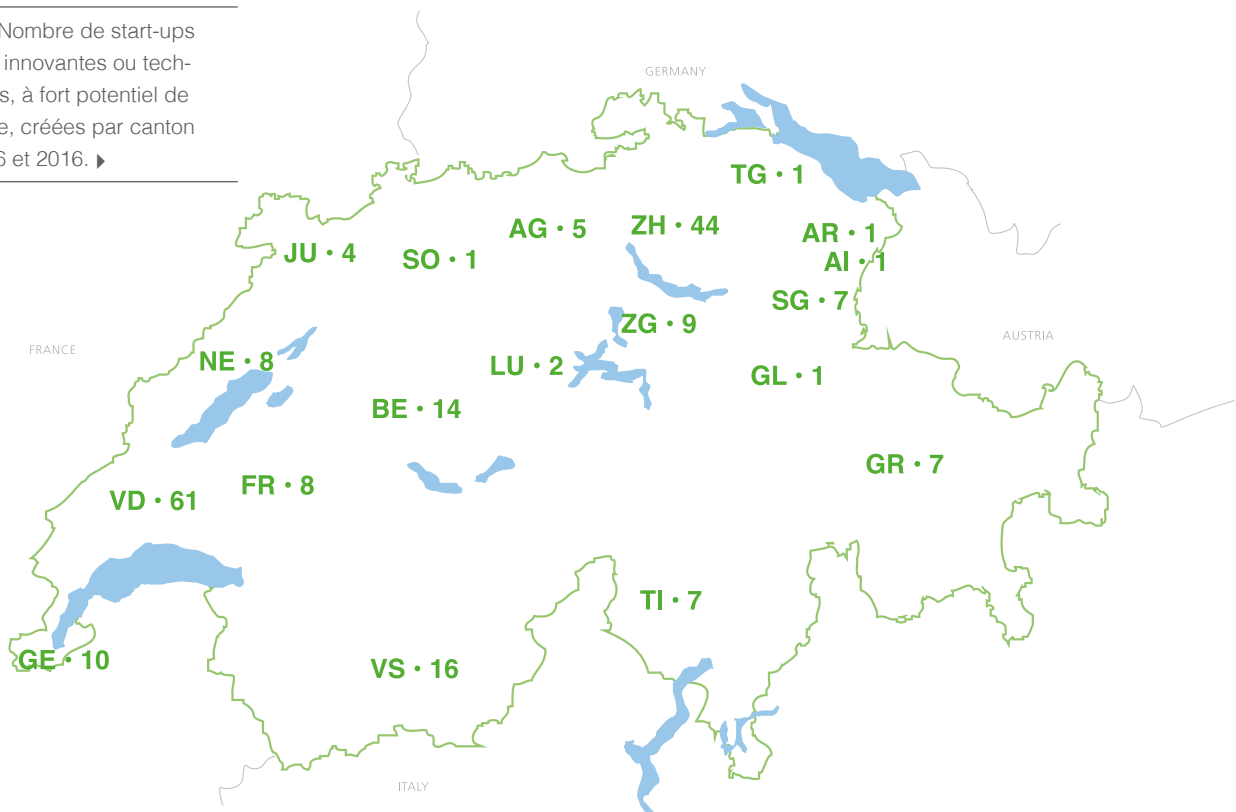 Nombre de start-ups
innovantes ou tech-
à fort potentiel de
créées par canton
et 2016.
GERMANY
TG • 1
AG • 5
ZH • 44
AR • 1
JU • 4
SO • 1
AI • 1
SG • 7
ZG • 9
FRANCE
AUSTRIA
NE • 8
LU • 2
GL • 1
BE • 14
GR • 7
FR • 8
VD • 61
TI • 7
GE • 10
VS • 16
ITALY